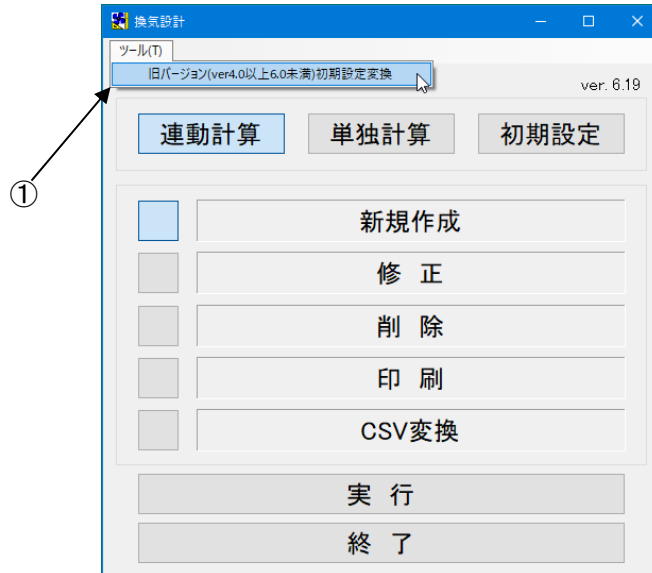 換気設計
ツール(T)
旧バージョン(ver4.0以上6.0未満)初期設定変換
ver. 6.19
連動計算 単独計算 初期設定
①
新規作成
修 正
削 除
印 刷
CSV変換
実 行
終 了